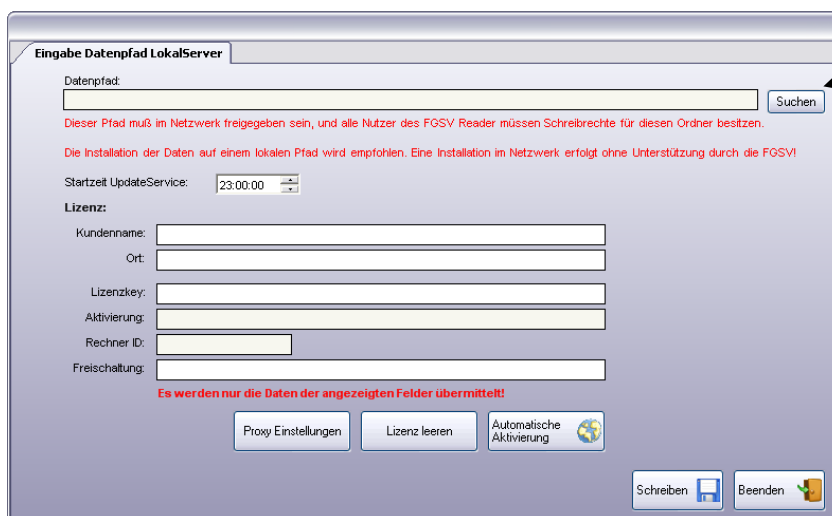 Eingabe Datenpfad LokalServer
Datenpfad:
Suchen
Dieser Pfad muß im Netzwerk freigegeben sein, und alle Nutzer des FGSV Reader müssen Schreibrechte für diesen Ordner besitzen.
Die Installation der Daten auf einem lokalen Pfad wird empfohlen. Eine Installation im Netzwerk erfolgt ohne Unterstützung durch die FGSV!
Startzeit UpdateService: 23:00:00
Lizenz:
Kundenname:
Ort:
Lizenzkey:
Aktivierung:
Rechner ID:
Freischaltung:
Es werden nur die Daten der angezeigten Felder übermittelt!
Proxy Einstellungen
Lizenz leeren
Automatische
Aktivierung
Schreiben
Beenden